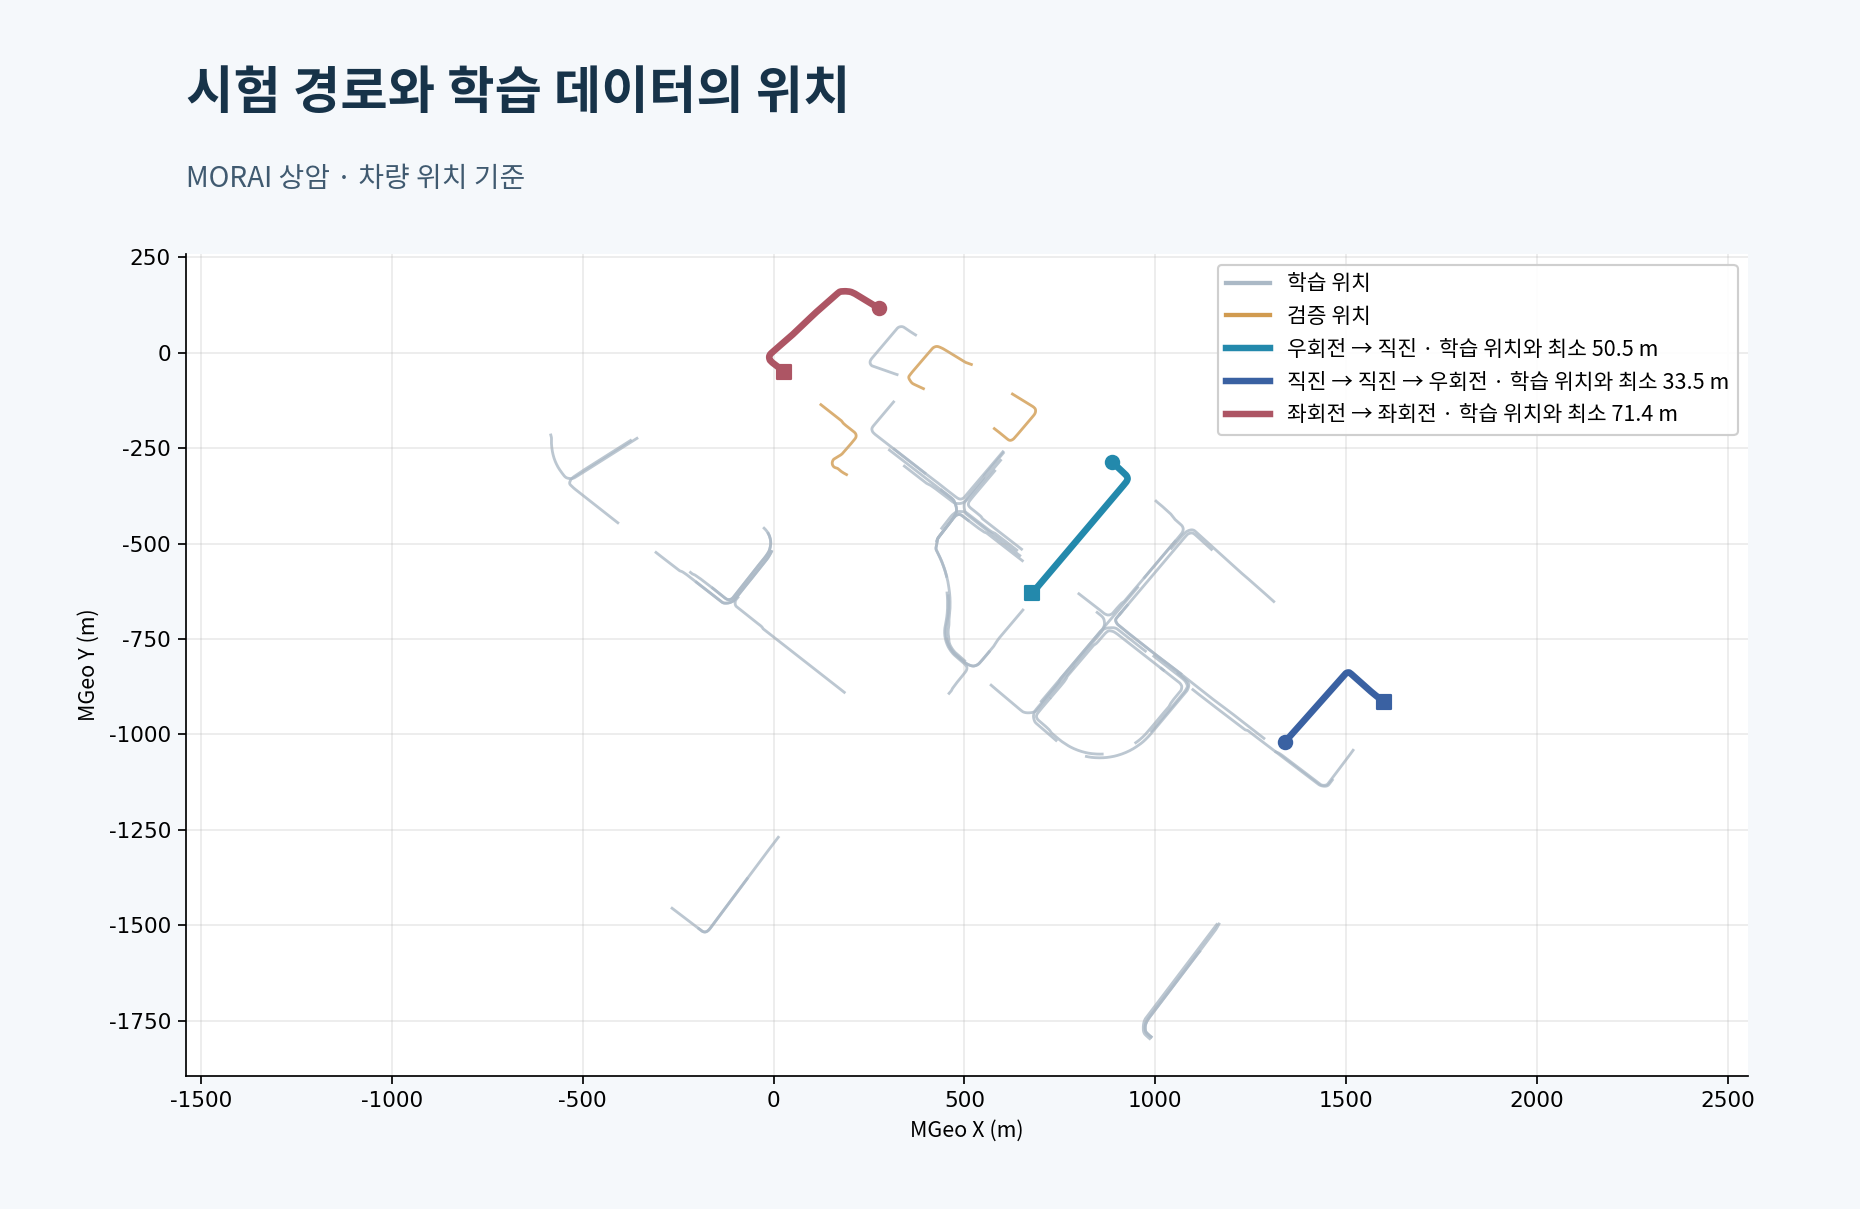 시험 경로와 학습 데이터의 위치
MORAI 상암 · 차량 위치 기준
학습 위치
검증 위치
우회전 → 직진 · 학습 위치와 최소 50.5 m
직진 → 직진 → 우회전 · 학습 위치와 최소 33.5 m
좌회전 → 좌회전 · 학습 위치와 최소 71.4 m
250
0
-250
-500
-750
-1000
-1250
-1500
-1750
MGeo Y (m)
-1500 -1000 -500 0 500 1000 1500 2000 2500
MGeo X (m)